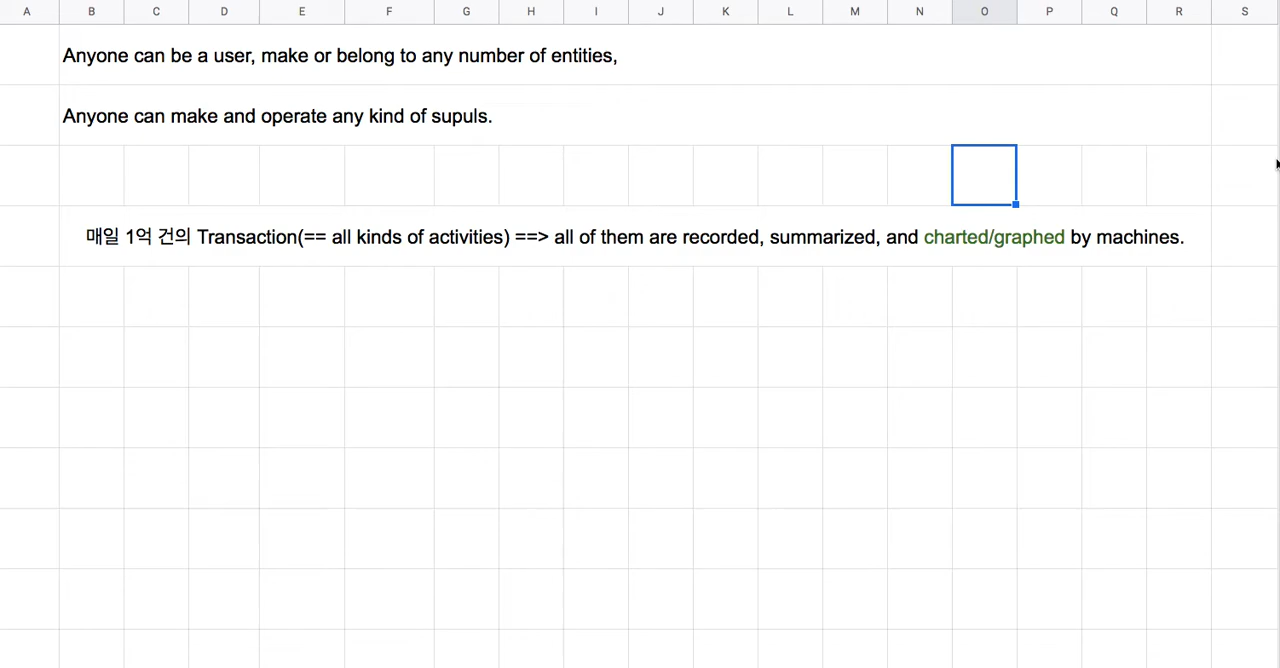 A B C D E F G H I J K L M N O P Q R S
Anyone can be a user, make or belong to any number of entities,
Anyone can make and operate any kind of supuls.
매일 1억 건의 Transaction(== all kinds of activities) ==> all of them are recorded, summarized, and charted/graphed by machines.